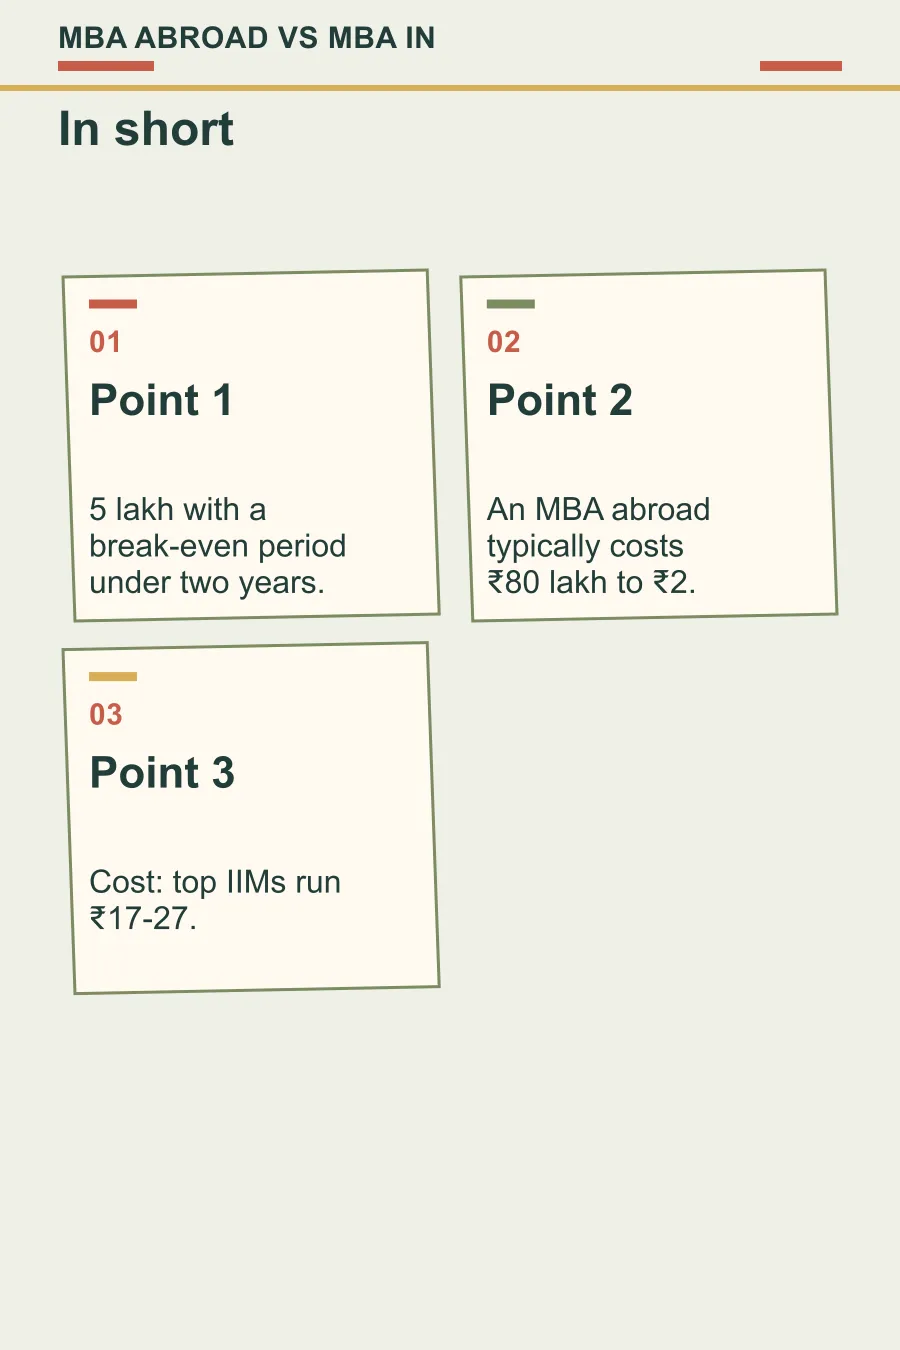 MBA ABROAD VS MBA IN
In short
01
Point 1
5 lakh with a
break-even period
under two years.
02
Point 2
An MBA abroad
typically costs
₹80 lakh to ₹2.
03
Point 3
Cost: top IIMs run
₹17-27.